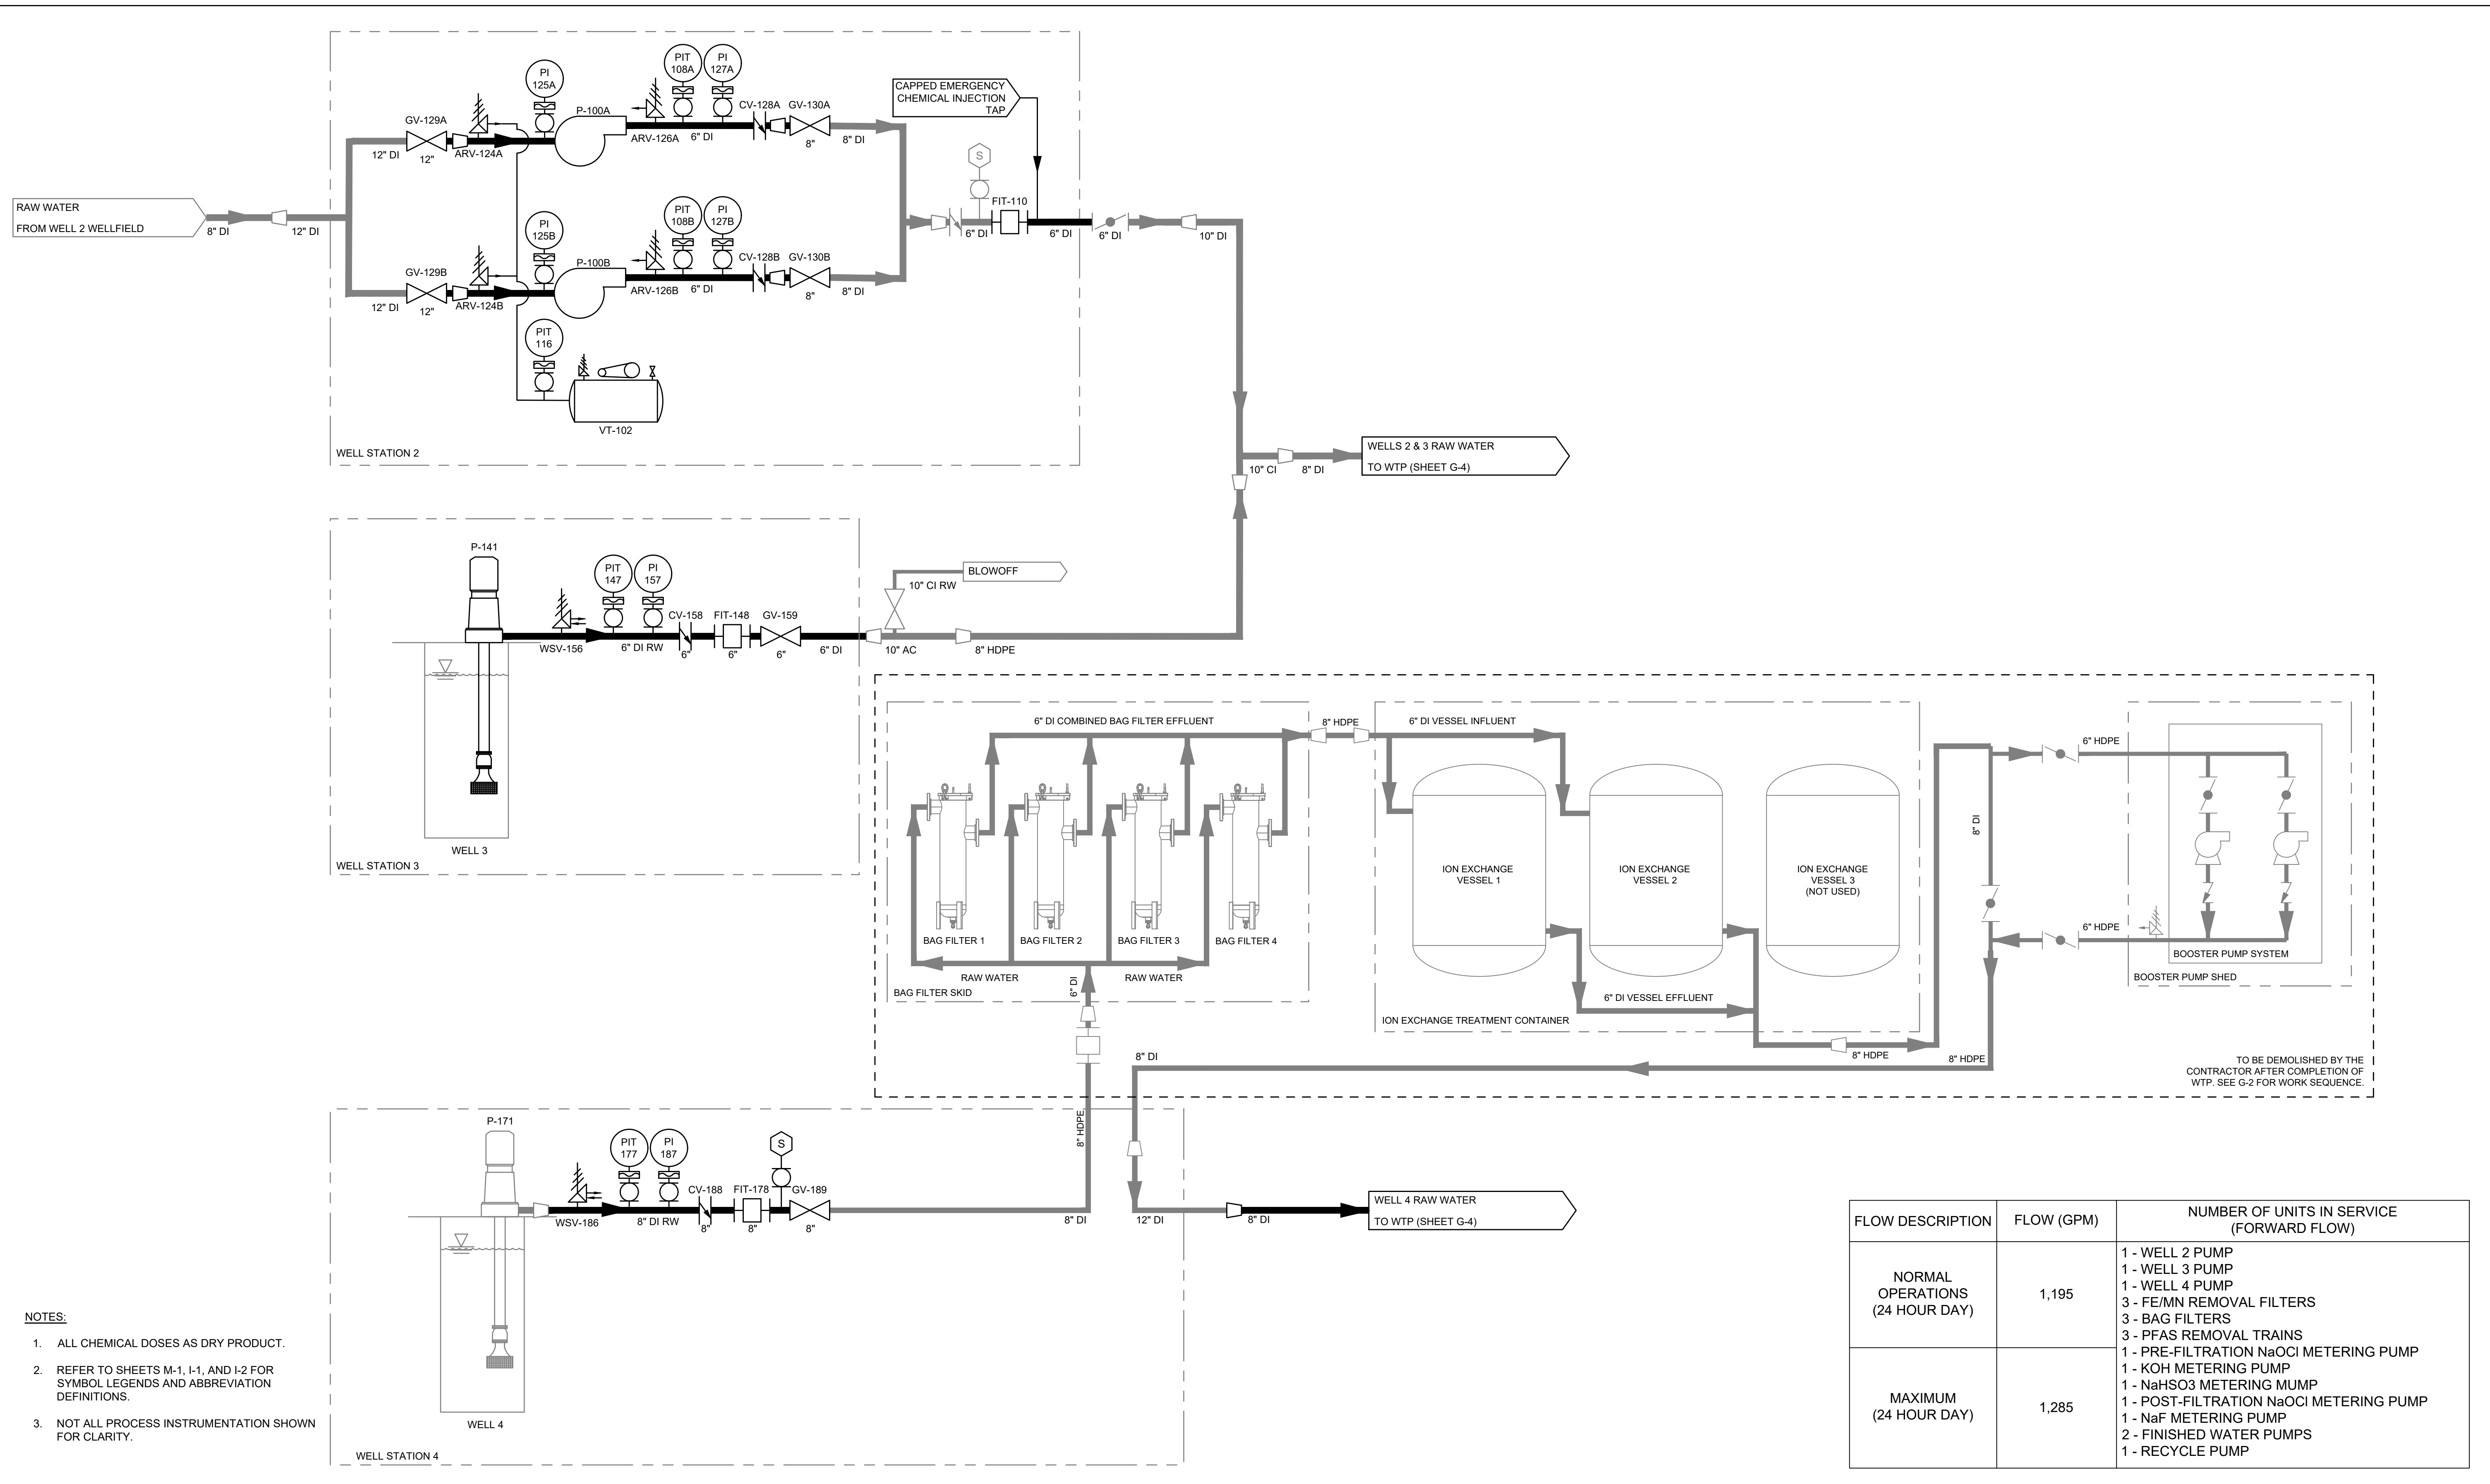 RAW WATER
FROM WELL 2 WELLFIELD
8" DI
12" DI
12" DI
GV-129A
12"
ARV-124A
PI
125A
P-100A
ARV-126A
PIT
108A
PI
127A
6" DI
CV-128A
GV-130A
8"
8" DI
CAPPED EMERGENCY
CHEMICAL INJECTION
TAP
S
FIT-110
6" DI
6" DI
6" DI
10" DI
12" DI
GV-129B
12"
ARV-124B
PI
125B
P-100B
ARV-126B
PIT
108B
PI
127B
6" DI
CV-128B
GV-130B
8"
8" DI
PIT
116
VT-102
WELL STATION 2
10" CI
8" DI
WELLS 2 & 3 RAW WATER
TO WTP (SHEET G-4)
P-141
WSV-156
PIT
147
PI
157
6" DI RW
CV-158
6"
FIT-148
6"
GV-159
6"
6" DI
10" AC
10" CI RW
BLOWOFF
8" HDPE
WELL 3
WELL STATION 3
6" DI COMBINED BAG FILTER EFFLUENT
8" HDPE
6" DI VESSEL INFLUENT
BAG FILTER 1
BAG FILTER 2
BAG FILTER 3
BAG FILTER 4
RAW WATER
RAW WATER
6" DI
BAG FILTER SKID
ION EXCHANGE
VESSEL 1
ION EXCHANGE
VESSEL 2
ION EXCHANGE
VESSEL 3
(NOT USED)
6" DI VESSEL EFFLUENT
ION EXCHANGE TREATMENT CONTAINER
8" HDPE
8" DI
6" HDPE
6" HDPE
BOOSTER PUMP SYSTEM
BOOSTER PUMP SHED
8" HDPE
8" DI
TO BE DEMOLISHED BY THE
CONTRACTOR AFTER COMPLETION OF
WTP. SEE G-2 FOR WORK SEQUENCE.
P-171
WSV-186
PIT
177
PI
187
8" DI RW
CV-188
8"
FIT-178
8"
S
GV-189
8"
8" HDPE
8" DI
12" DI
8" DI
WELL 4 RAW WATER
TO WTP (SHEET G-4)
WELL 4
WELL STATION 4
NOTES:
1. ALL CHEMICAL DOSES AS DRY PRODUCT.
2. REFER TO SHEETS M-1, I-1, AND I-2 FOR
SYMBOL LEGENDS AND ABBREVIATION
DEFINITIONS.
3. NOT ALL PROCESS INSTRUMENTATION SHOWN
FOR CLARITY.
FLOW DESCRIPTION
FLOW (GPM)
NUMBER OF UNITS IN SERVICE
(FORWARD FLOW)
NORMAL
OPERATIONS
(24 HOUR DAY)
1,195
MAXIMUM
(24 HOUR DAY)
1,285
1 - WELL 2 PUMP
1 - WELL 3 PUMP
1 - WELL 4 PUMP
3 - FE/MN REMOVAL FILTERS
3 - BAG FILTERS
3 - PFAS REMOVAL TRAINS
1 - PRE-FILTRATION NaOCl METERING PUMP
1 - KOH METERING PUMP
1 - NaHSO3 METERING MUMP
1 - POST-FILTRATION NaOCl METERING PUMP
1 - NaF METERING PUMP
2 - FINISHED WATER PUMPS
1 - RECYCLE PUMP